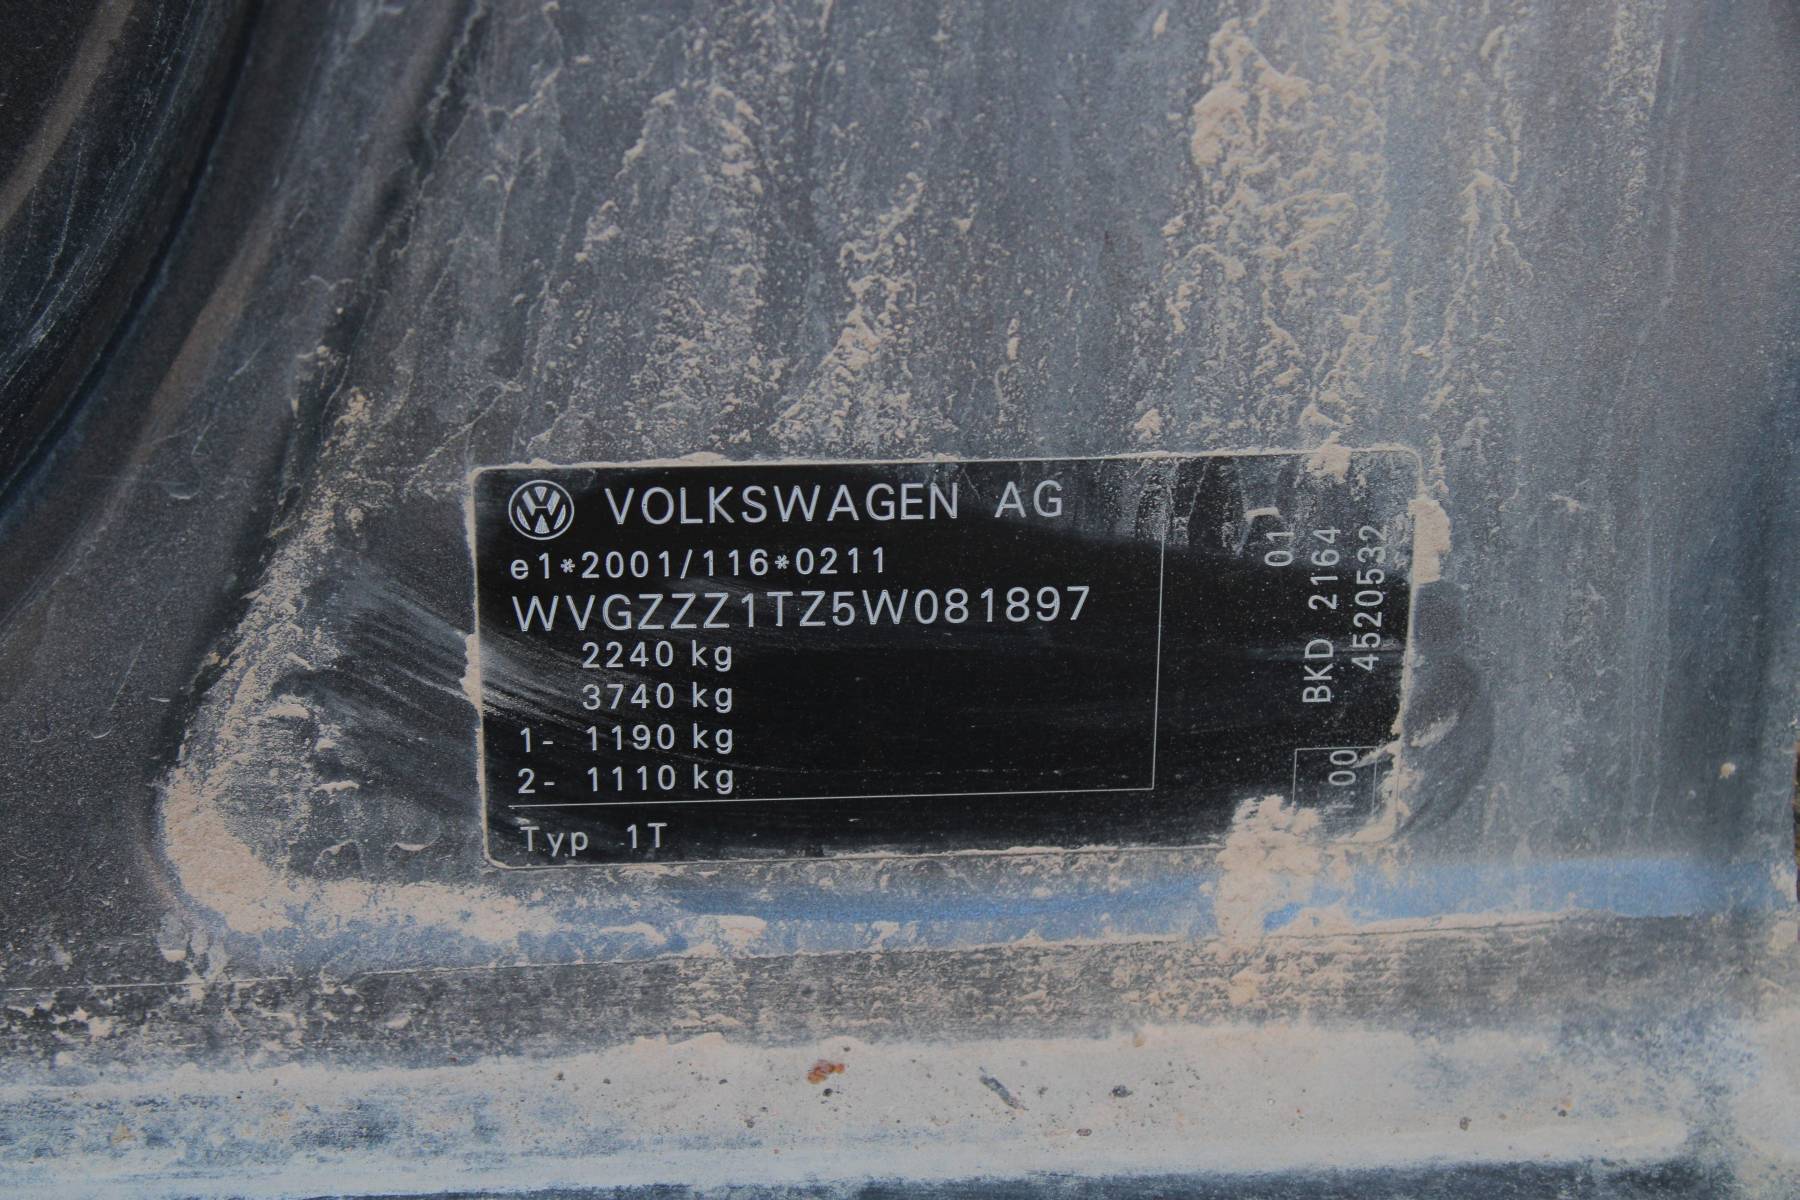 VOLKSWAGEN AG
e1*2001/116*0211
WVGZZZ1TZ5W081897
2240 kg
3740 kg
1- 1190 kg
2- 1110 kg
Typ 1T
01
BKD 2164
4520532
1.00